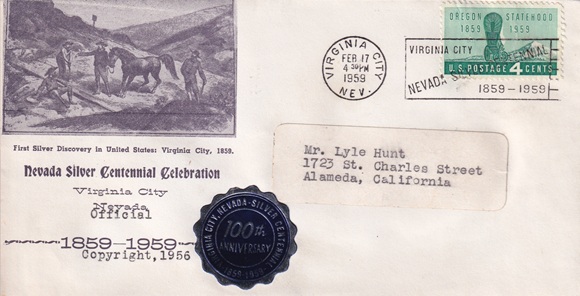 First Silver Discovery in United States: Virginia City, 1859.
Nevada Silver Centennial Celebration
Virginia City
Nevada
Official
1859-1959
Copyright, 1956
VIRGINIA CITY, NEVADA-SILVER CENTENNIAL
100th
ANNIVERSARY
1859-1959
VIRGINIA CITY
FEB 17
4 30 PM
1959
NEV.
OREGON STATEHOOD
1859 1959
U.S. POSTAGE 4 CENTS
VIRGINIA CITY
NEVADA SILVER CENTENNIAL
1859-1959
Mr. Lyle Hunt
1723 St. Charles Street
Alameda, California